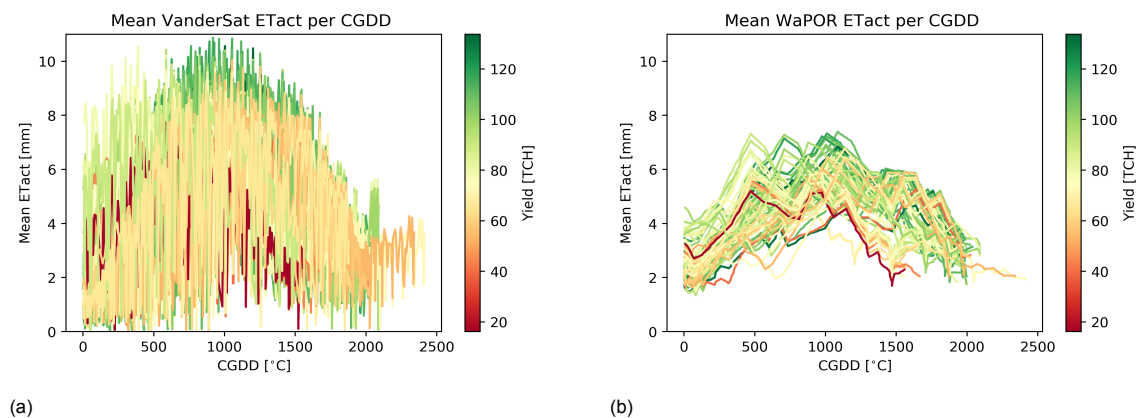 Mean VanderSat ETact per CGDD
Mean ETact [mm]
10
8
6
4
2
0
0 500 1000 1500 2000 2500
CGDD [°C]
120
100
80
60
40
20
Yield [TCH]
(a)
Mean WaPOR ETact per CGDD
Mean ETact [mm]
10
8
6
4
2
0
0 500 1000 1500 2000 2500
CGDD [°C]
120
100
80
60
40
20
Yield [TCH]
(b)